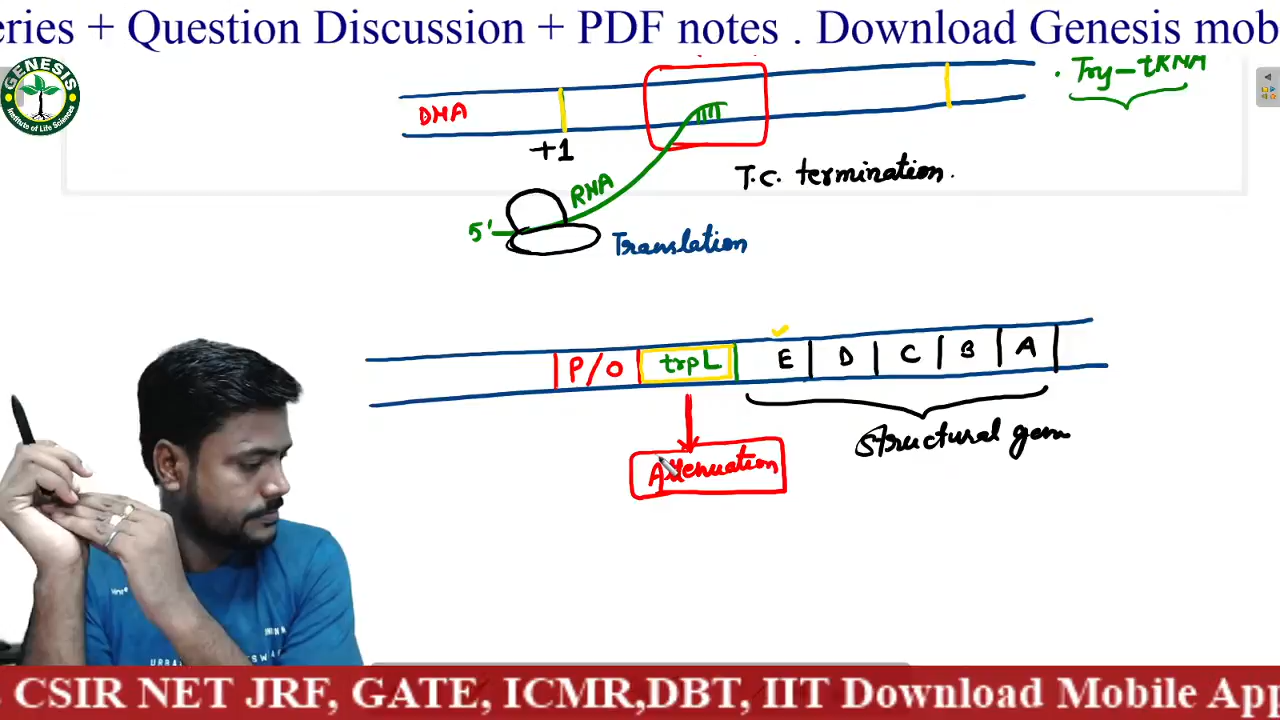 eries + Question Discussion + PDF notes . Download Genesis mob
GENESIS
Institute of Life Sciences
. Try-tRNA
DNA
+1
RNA
T.C. termination.
5'
Translation
P/O trpL E D C B A
Structural gene
Attenuation
CSIR NET JRF, GATE, ICMR,DBT, IIT Download Mobile App